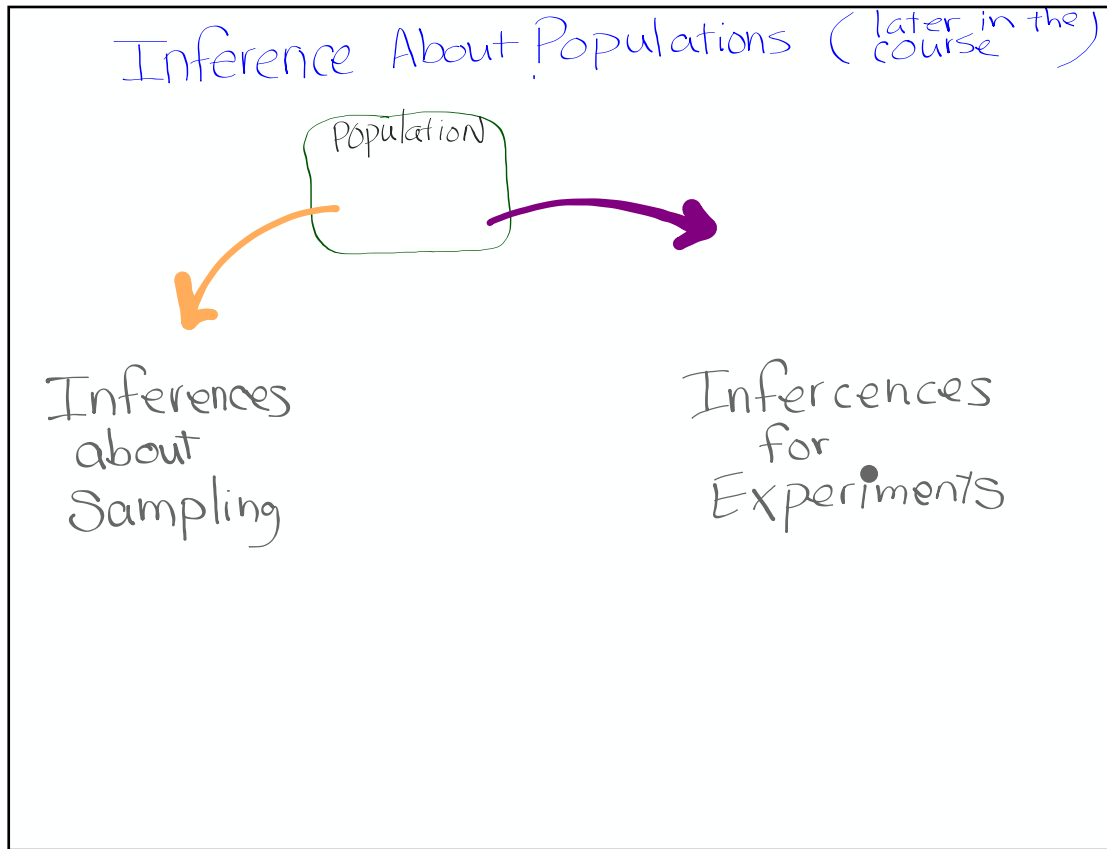 Inference About Populations (later in the course)
Population
Inferences
about
Sampling
Infercences
for
Experiments